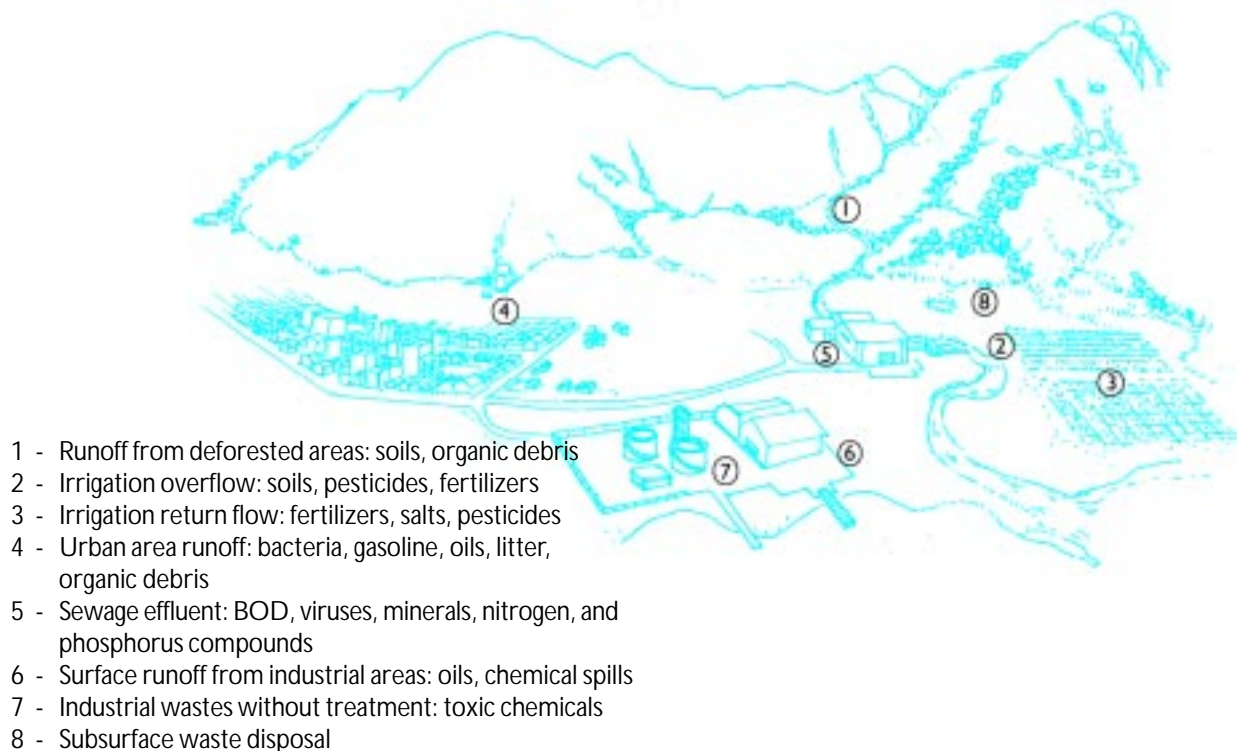 1
8
4
2
5
3
6
7
1 - Runoff from deforested areas: soils, organic debris
2 - Irrigation overflow: soils, pesticides, fertilizers
3 - Irrigation return flow: fertilizers, salts, pesticides
4 - Urban area runoff: bacteria, gasoline, oils, litter,
organic debris
5 - Sewage effluent: BOD, viruses, minerals, nitrogen, and
phosphorus compounds
6 - Surface runoff from industrial areas: oils, chemical spills
7 - Industrial wastes without treatment: toxic chemicals
8 - Subsurface waste disposal